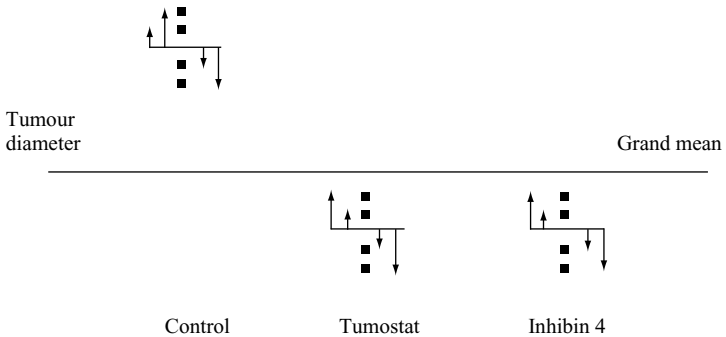 Tumour
diameter
Grand mean
Control
Tumostat
Inhibin 4